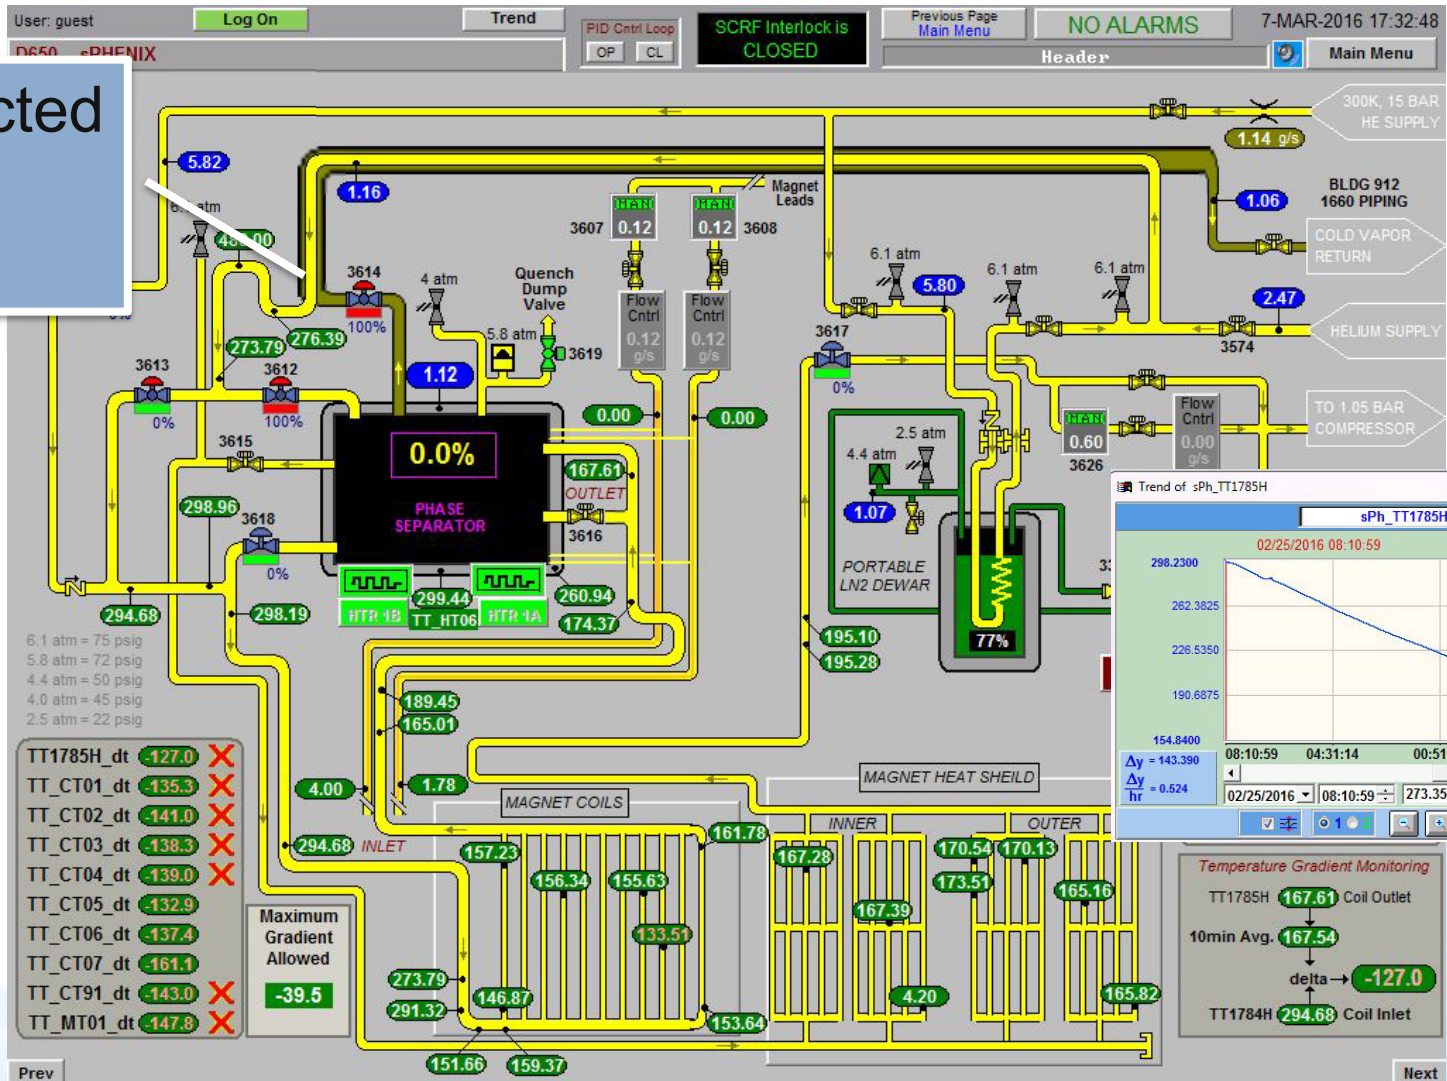 User: guest
Log On
Trend
PID Cntrl Loop
OP CL
SCRF Interlock is
CLOSED
Previous Page
Main Menu
NO ALARMS
7-MAR-2016 17:32:48
D650 sPHENIX
Header
Main Menu
cted
300K, 15 BAR
HE SUPPLY
1.14 g/s
5.82
1.16
Magnet
Leads
BLDG 912
1660 PIPING
1.06
MAN
0.12
3607
MAN
0.12
3608
COLD VAPOR
RETURN
6.1 atm
3614
100%
4 atm
Quench
Dump
Valve
5.8 atm
3619
Flow
Cntrl
0.12
g/s
Flow
Cntrl
0.12
g/s
6.1 atm
5.80
6.1 atm
6.1 atm
2.47
HELIUM SUPPLY
3574
0%
276.39
273.79
3613
0%
3612
100%
1.12
3617
0%
0.00
0.00
MAN
0.60
3626
Flow
Cntrl
0.00
g/s
TO 1.05 BAR
COMPRESSOR
3615
0.0%
PHASE
SEPARATOR
167.61
OUTLET
3616
2.5 atm
4.4 atm
1.07
PORTABLE
LN2 DEWAR
77%
298.96
3618
0%
HTR 1B
299.44
TT_HT06
HTR 1A
260.94
174.37
294.68
298.19
195.10
195.28
6.1 atm = 75 psig
5.8 atm = 72 psig
4.4 atm = 50 psig
4.0 atm = 45 psig
2.5 atm = 22 psig
189.45
165.01
Trend of sPh_TT1785H
sPh_TT1785H
02/25/2016 08:10:59
298.2300
262.3825
226.5350
190.6875
154.8400
08:10:59 04:31:14 00:51
Δy = 143.390
Δy
hr = 0.524
02/25/2016 08:10:59 273.35
1
TT1785H_dt -127.0
TT_CT01_dt -135.3
TT_CT02_dt -141.0
TT_CT03_dt -138.3
TT_CT04_dt -139.0
TT_CT05_dt -132.9
TT_CT06_dt -137.4
TT_CT07_dt -161.1
TT_CT91_dt -143.0
TT_MT01_dt -147.8
Maximum
Gradient
Allowed
-39.5
4.00
1.78
MAGNET COILS
294.68 INLET
157.23
161.78
156.34
155.63
133.51
273.79
291.32
146.87
153.64
151.66
159.37
MAGNET HEAT SHEILD
INNER
OUTER
167.28
170.54
170.13
173.51
165.16
167.39
4.20
165.82
Temperature Gradient Monitoring
TT1785H 167.61 Coil Outlet
10min Avg. 167.54
delta -127.0
TT1784H 294.68 Coil Inlet
Prev
Next